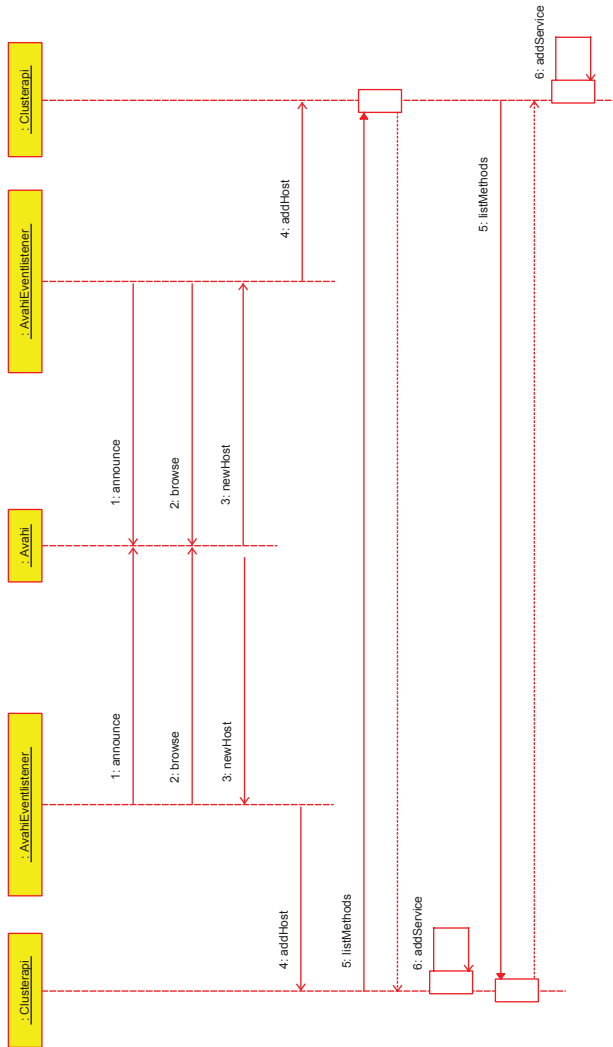 : Clusterapi
: AvahiEventlistener
: Avahi
: AvahiEventlistener
: Clusterapi
1: announce
1: announce
2: browse
2: browse
3: newHost
3: newHost
4: addHost
4: addHost
5: listMethods
6: addService
5: listMethods
6: addService